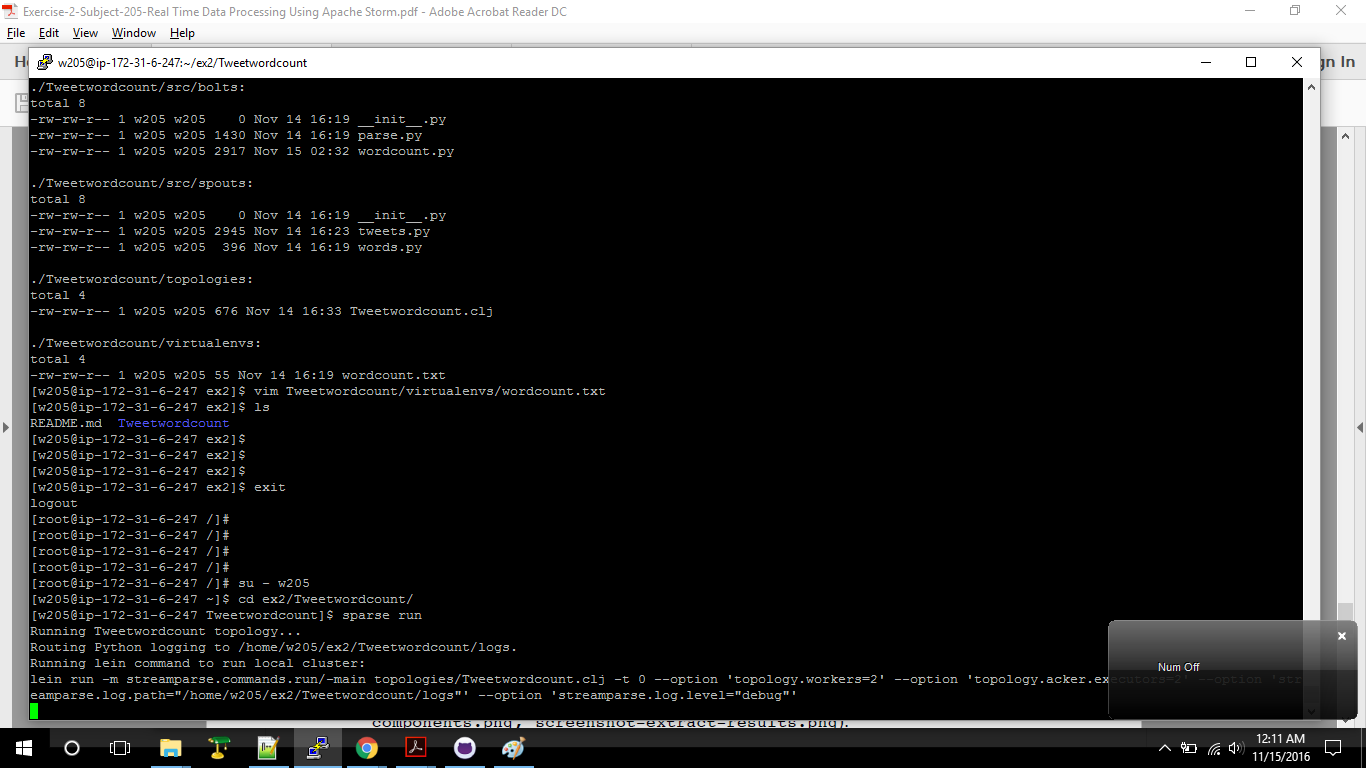 Exercise-2-Subject-205-Real Time Data Processing Using Apache Storm.pdf - Adobe Acrobat Reader DC
File Edit View Window Help
w205@ip-172-31-6-247:~/ex2/Tweetwordcount
gn In
./Tweetwordcount/src/bolts:
total 8
-rw-rw-r-- 1 w205 w205    0 Nov 14 16:19 __init__.py
-rw-rw-r-- 1 w205 w205 1430 Nov 14 16:19 parse.py
-rw-rw-r-- 1 w205 w205 2917 Nov 15 02:32 wordcount.py
./Tweetwordcount/src/spouts:
total 8
-rw-rw-r-- 1 w205 w205    0 Nov 14 16:19 __init__.py
-rw-rw-r-- 1 w205 w205 2945 Nov 14 16:23 tweets.py
-rw-rw-r-- 1 w205 w205  396 Nov 14 16:19 words.py
./Tweetwordcount/topologies:
total 4
-rw-rw-r-- 1 w205 w205 676 Nov 14 16:33 Tweetwordcount.clj
./Tweetwordcount/virtualenvs:
total 4
-rw-rw-r-- 1 w205 w205 55 Nov 14 16:19 wordcount.txt
[w205@ip-172-31-6-247 ex2]$ vim Tweetwordcount/virtualenvs/wordcount.txt
[w205@ip-172-31-6-247 ex2]$ ls
README.md  Tweetwordcount
[w205@ip-172-31-6-247 ex2]$
[w205@ip-172-31-6-247 ex2]$
[w205@ip-172-31-6-247 ex2]$
[w205@ip-172-31-6-247 ex2]$ exit
logout
[root@ip-172-31-6-247 /]#
[root@ip-172-31-6-247 /]#
[root@ip-172-31-6-247 /]#
[root@ip-172-31-6-247 /]#
[root@ip-172-31-6-247 /]# su - w205
[w205@ip-172-31-6-247 ~]$ cd ex2/Tweetwordcount/
[w205@ip-172-31-6-247 Tweetwordcount]$ sparse run
Running Tweetwordcount topology...
Routing Python logging to /home/w205/ex2/Tweetwordcount/logs.
Running lein command to run local cluster:
lein run -m streamparse.commands.run/-main topologies/Tweetwordcount.clj -t 0 --option 'topology.workers=2' --option 'topology.acker.executors=2' --option 'str
eamparse.log.path="/home/w205/ex2/Tweetwordcount/logs"' --option 'streamparse.log.level="debug"'
Num Off
components.png, screenshot-extract-results.png).
12:11 AM
11/15/2016